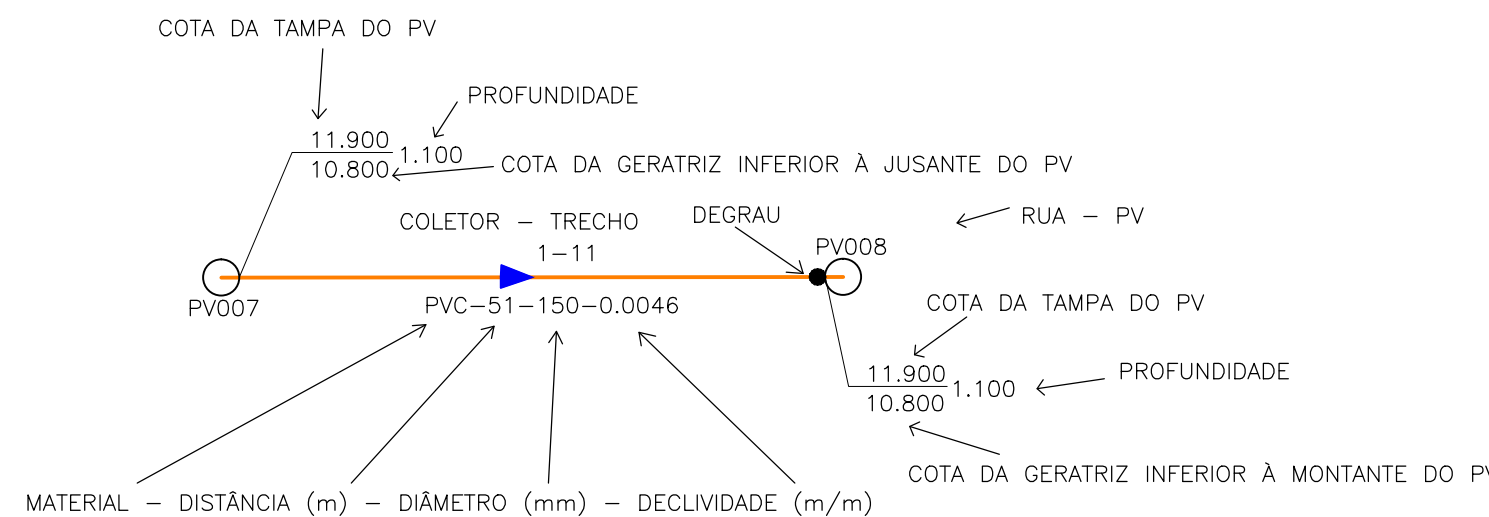 COTA DA TAMPA DO PV
PROFUNDIDADE
11.900
1.100
10.800
COTA DA GERATRIZ INFERIOR À JUSANTE DO PV
COLETOR – TRECHO
DEGRAU
RUA – PV
1–11
PV008
PV007
PVC–51–150–0.0046
COTA DA TAMPA DO PV
11.900
1.100
PROFUNDIDADE
10.800
COTA DA GERATRIZ INFERIOR À MONTANTE DO PV
MATERIAL – DISTÂNCIA (m) – DIÂMETRO (mm) – DECLIVIDADE (m/m)